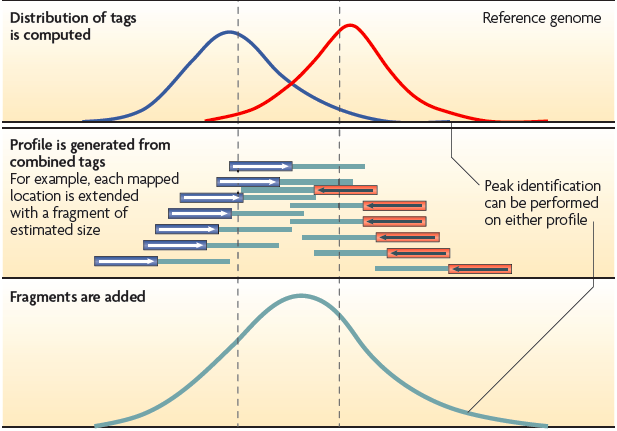 Distribution of tags
is computed
Reference genome
Profile is generated from
combined tags
For example, each mapped
location is extended
with a fragment of
estimated size
Peak identification
can be performed
on either profile
Fragments are added